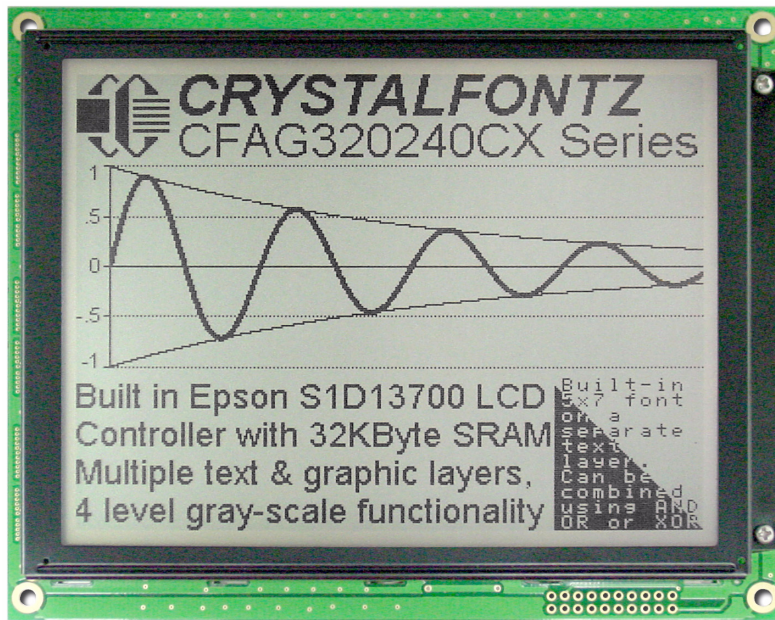 CRYSTALFONTZ
CFAG320240CX Series
1
.5
0
-.5
-1
Built in Epson S1D13700 LCD
Controller with 32KByte SRAM
Multiple text & graphic layers,
4 level gray-scale functionality
Built-in
5x7 font
on a
separate
text
layer.
Can be
combined
using AND
OR or XOR